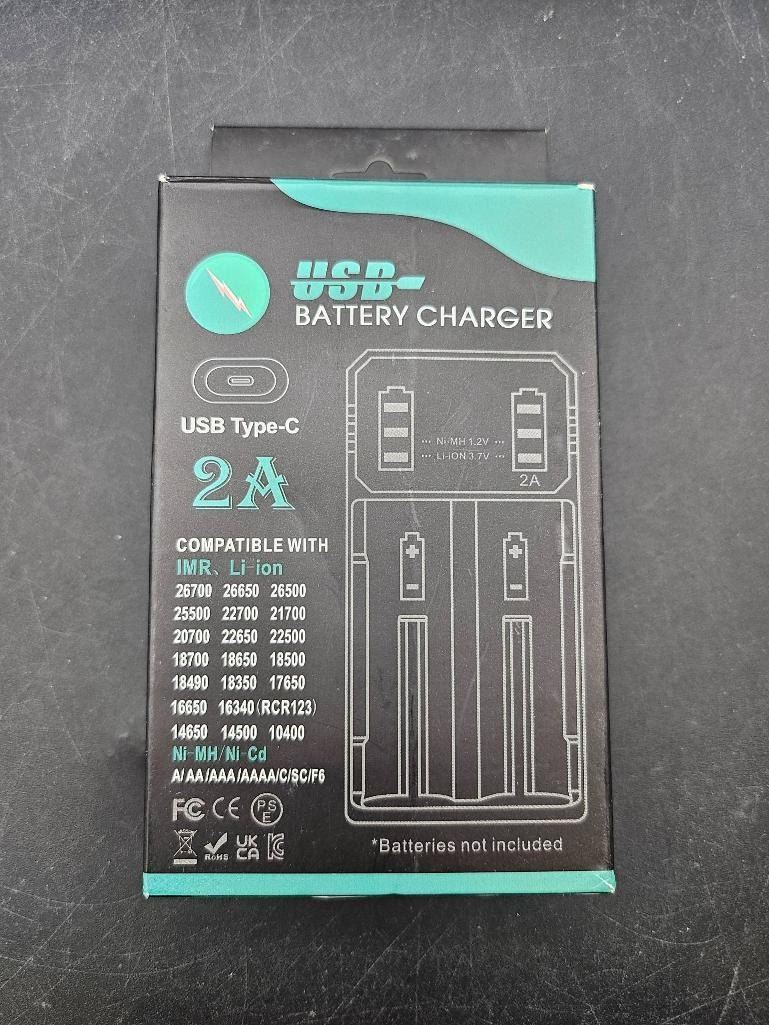 USB
BATTERY CHARGER
USB Type-C
2A
Ni-MH 1.2V
Li-ION 3.7V
2A
COMPATIBLE WITH
IMR、Li-ion
26700 26650 26500
25500 22700 21700
20700 22650 22500
18700 18650 18500
18490 18350 17650
16650 16340(RCR123)
14650 14500 10400
Ni-MH/Ni-Cd
A/AA/AAA/AAAA/C/SC/F6
FC CE PSE
RoHS UKCA KC
*Batteries not included